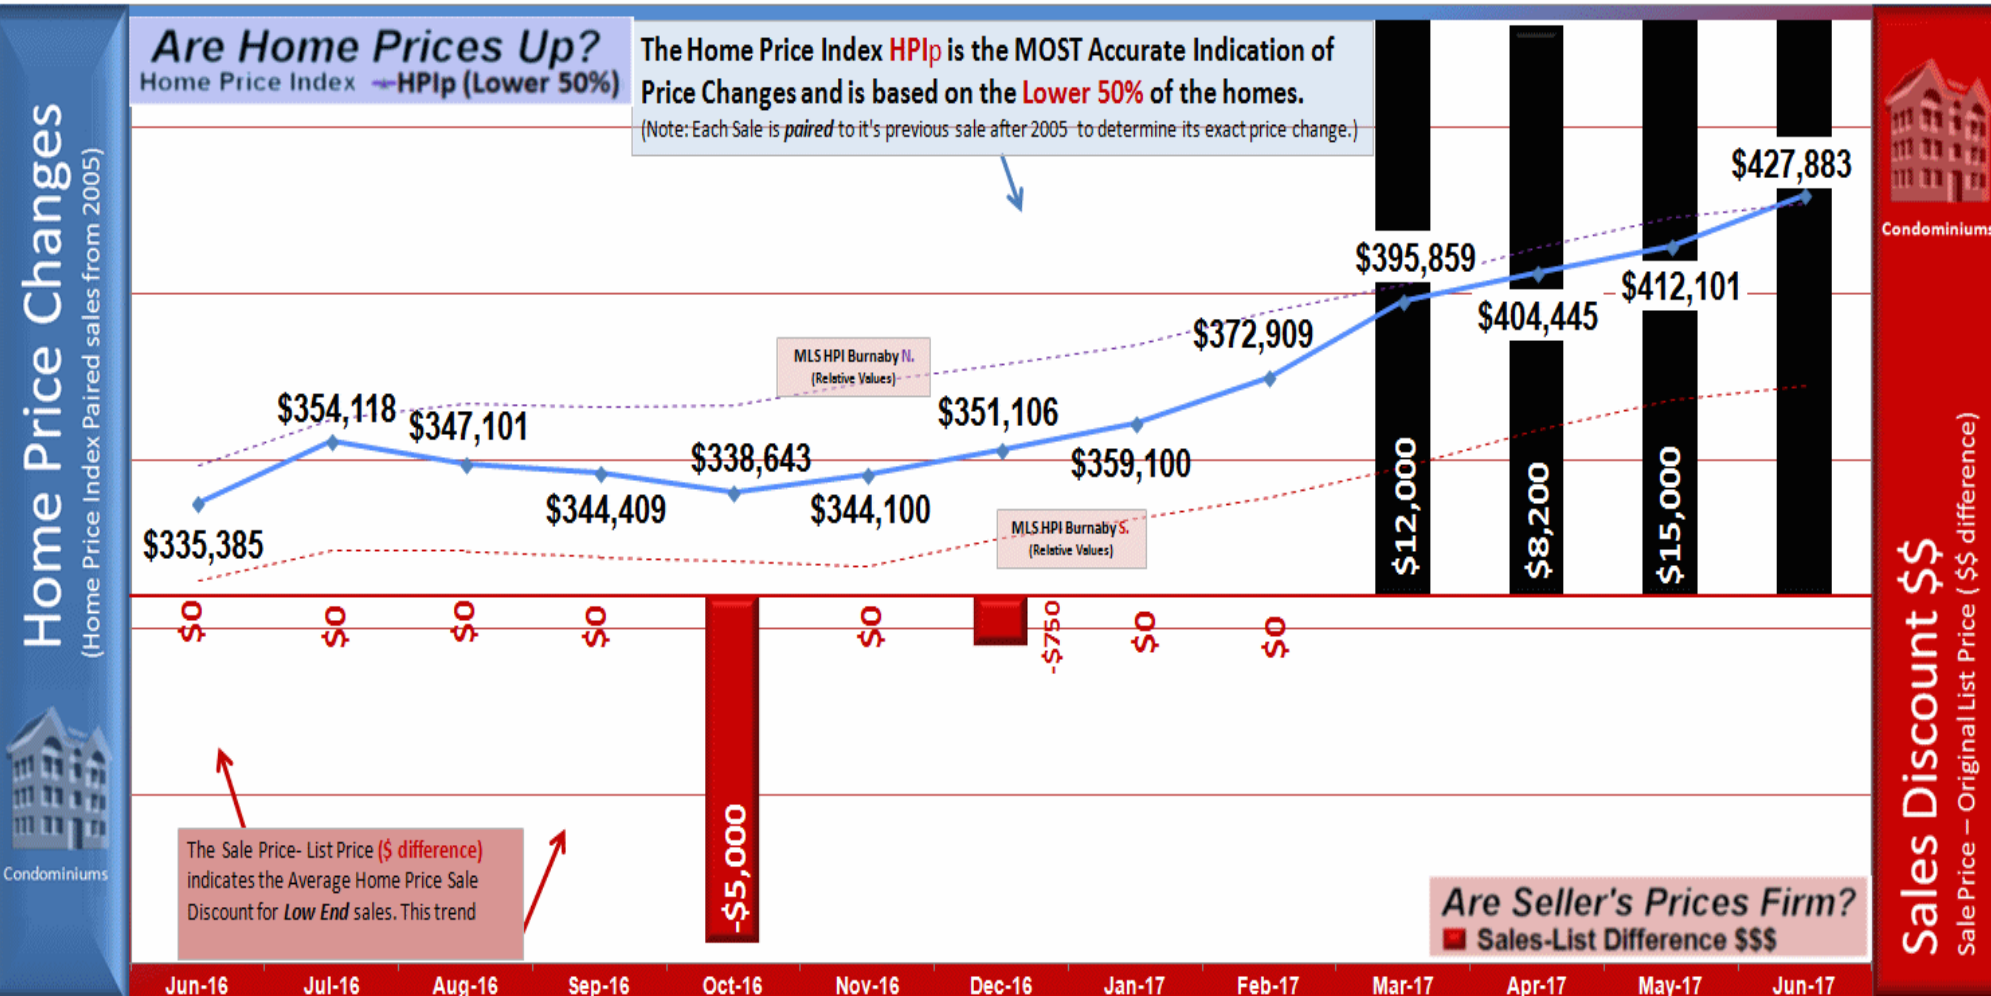 Home Price Changes
(Home Price Index Paired sales from 2005)
Condominiums
Are Home Prices Up?
Home Price Index HPIp (Lower 50%)
The Home Price Index HPIp is the MOST Accurate Indication of
Price Changes and is based on the Lower 50% of the homes.
(Note: Each Sale is paired to it's previous sale after 2005 to determine its exact price change.)
$335,385
$354,118
$347,101
$344,409
$338,643
$344,100
$351,106
$359,100
$372,909
$395,859
$404,445
$412,101
$427,883
MLS HPI Burnaby N.
(Relative Values)
MLS HPI Burnaby S.
(Relative Values)
$12,000
$8,200
$15,000
$0
$0
$0
$0
-$5,000
$0
-$750
$0
$0
The Sale Price- List Price ($ difference)
indicates the Average Home Price Sale
Discount for Low End sales. This trend
Are Seller's Prices Firm?
Sales-List Difference $$$
Jun-16 Jul-16 Aug-16 Sep-16 Oct-16 Nov-16 Dec-16 Jan-17 Feb-17 Mar-17 Apr-17 May-17 Jun-17
Condominiums
Sales Discount $$
Sale Price – Original List Price ( $$ difference)